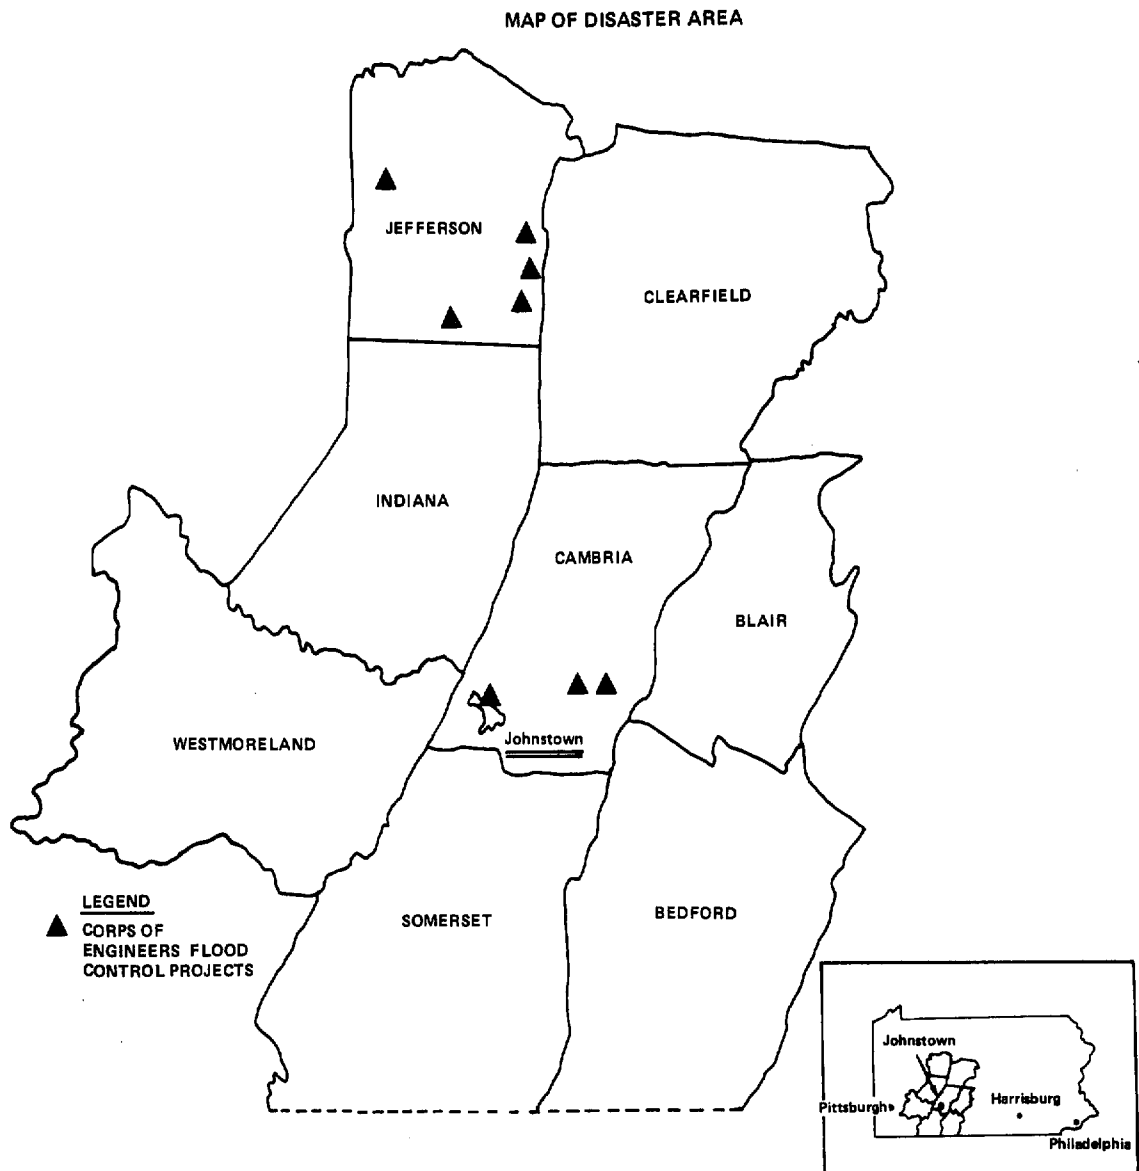 MAP OF DISASTER AREA
JEFFERSON
CLEARFIELD
INDIANA
CAMBRIA
BLAIR
Johnstown
WESTMORELAND
LEGEND
CORPS OF
ENGINEERS FLOOD
CONTROL PROJECTS
SOMERSET
BEDFORD
Johnstown
Pittsburgh
Harrisburg
Philadelphia